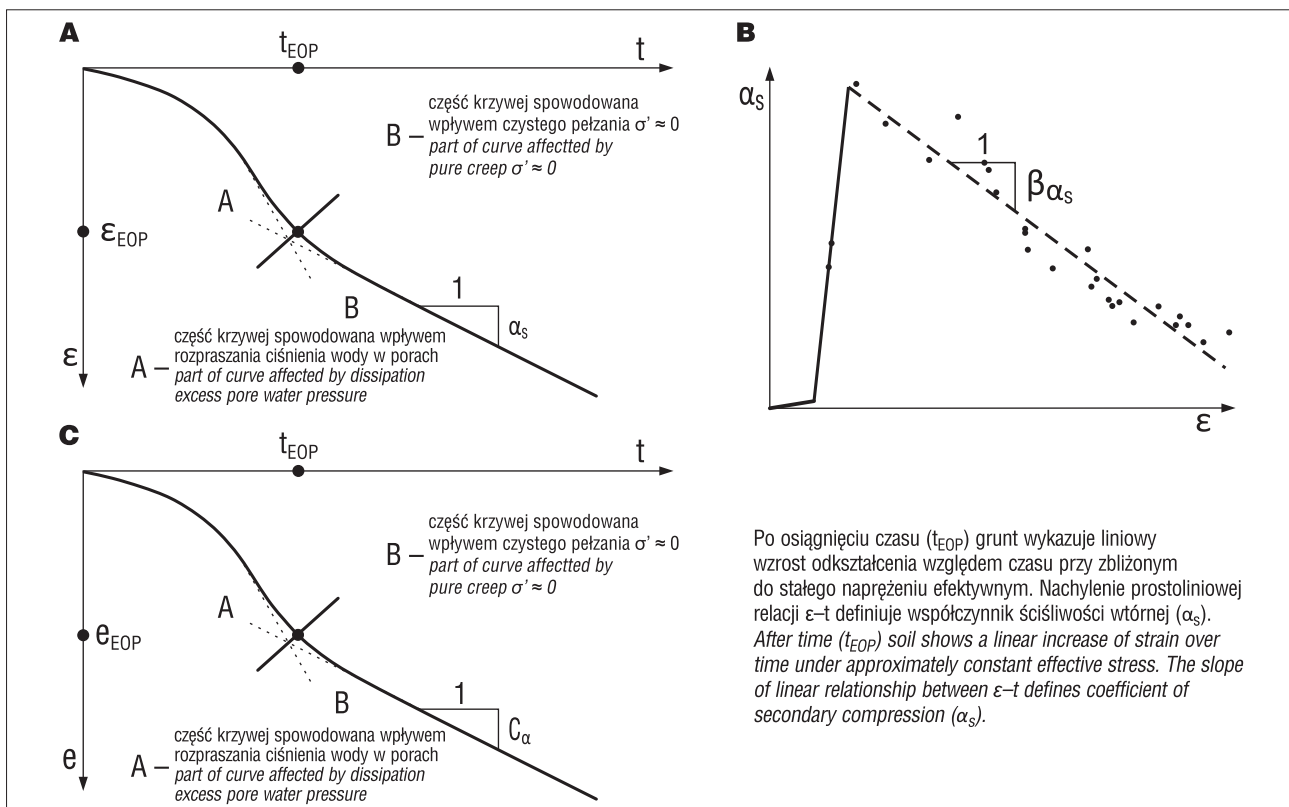 A
t_EOP
t
część krzywej spowodowana
wpływem czystego pełzania σ' ≈ 0
B –
part of curve affectted by
pure creep σ' ≈ 0
A
ε_EOP
B
1
α_s
część krzywej spowodowana wpływem
rozpraszania ciśnienia wody w porach
A –
part of curve affected by dissipation
excess pore water pressure
ε
B
α_s
1
β_α_s
ε
C
t_EOP
t
część krzywej spowodowana
wpływem czystego pełzania σ' ≈ 0
B –
part of curve affectted by
pure creep σ' ≈ 0
A
e_EOP
B
1
C_α
część krzywej spowodowana wpływem
rozpraszania ciśnienia wody w porach
A –
part of curve affected by dissipation
excess pore water pressure
e
Po osiągnięciu czasu (t_EOP) grunt wykazuje liniowy
wzrost odkształcenia względem czasu przy zbliżonym
do stałego naprężeniu efektywnym. Nachylenie prostoliniowej
relacji ε–t definiuje współczynnik ściśliwości wtórnej (α_s).
After time (t_EOP) soil shows a linear increase of strain over
time under approximately constant effective stress. The slope
of linear relationship between ε–t defines coefficient of
secondary compression (α_s).